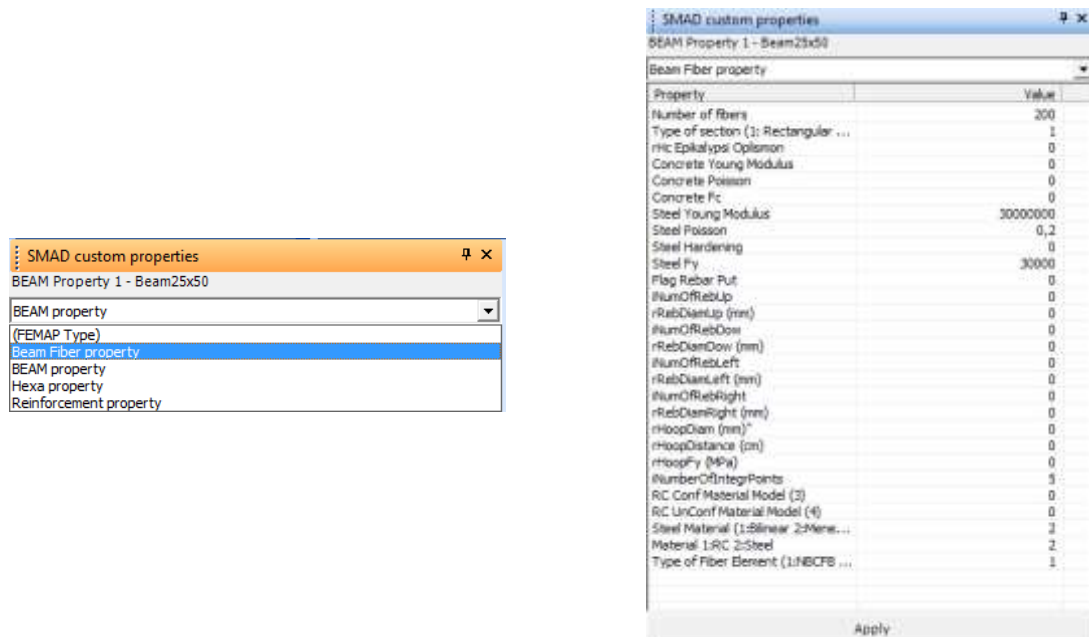 SMAD custom properties
BEAM Property 1 - Beam25x50
BEAM property
(FEMAP Type)
Beam Fiber property
BEAM property
Hexa property
Reinforcement property
SMAD custom properties
BEAM Property 1 - Beam25x50
Beam Fiber property
Property Value
Number of fibers 200
Type of section (1: Rectangular ... 1
rHc Epikalypsi Oplismon 0
Concrete Young Modulus 0
Concrete Poisson 0
Concrete Fc 0
Steel Young Modulus 30000000
Steel Poisson 0,2
Steel Hardening 0
Steel Fy 30000
Flag Rebar Put 0
iNumOfRebUp 0
rRebDiamUp (mm) 0
iNumOfRebDow 0
rRebDiamDow (mm) 0
iNumOfRebLeft 0
rRebDiamLeft (mm) 0
iNumOfRebRight 0
rRebDiamRight (mm) 0
rHoopDiam (mm)" 0
rHoopDistance (cm) 0
rHoopFy (MPa) 0
iNumberOfIntegrPoints 5
RC Conf Material Model (3) 0
RC UnConf Material Model (4) 0
Steel Material (1:Bilinear 2:Mene... 2
Material 1:RC 2:Steel 2
Type of Fiber Element (1:NBCFB ... 1
Apply